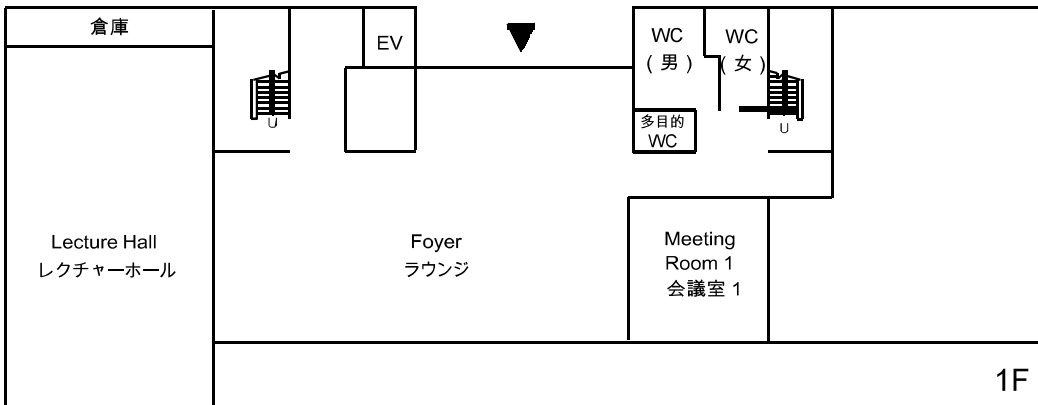 倉庫
EV
WC
(男)
WC
(女)
U
多目的
WC
U
Lecture Hall
レクチャーホール
Foyer
ラウンジ
Meeting
Room 1
会議室 1
1F